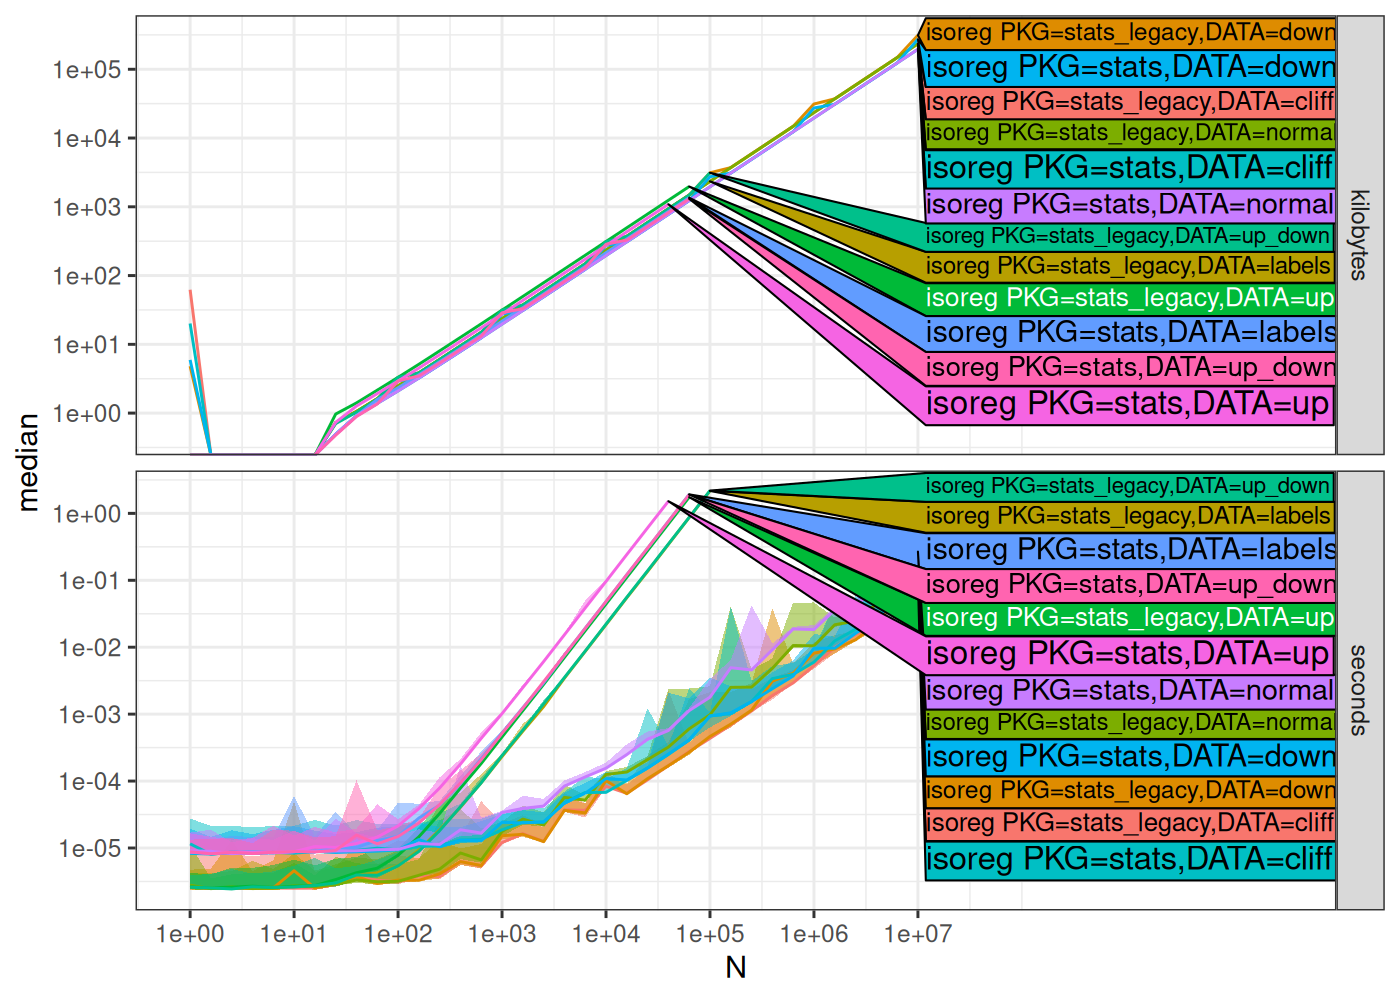 isoreg PKG=stats_legacy,DATA=down
1e+05
isoreg PKG=stats,DATA=down
isoreg PKG=stats_legacy,DATA=cliff
1e+04
isoreg PKG=stats_legacy,DATA=normal
isoreg PKG=stats,DATA=cliff
1e+03
isoreg PKG=stats,DATA=normal
isoreg PKG=stats_legacy,DATA=up_down
kilobytes
1e+02
isoreg PKG=stats_legacy,DATA=labels
isoreg PKG=stats_legacy,DATA=up
1e+01
isoreg PKG=stats,DATA=labels
isoreg PKG=stats,DATA=up_down
1e+00
isoreg PKG=stats,DATA=up
median
isoreg PKG=stats_legacy,DATA=up_down
1e+00
isoreg PKG=stats_legacy,DATA=labels
isoreg PKG=stats,DATA=labels
1e-01
isoreg PKG=stats,DATA=up_down
isoreg PKG=stats_legacy,DATA=up
1e-02
isoreg PKG=stats,DATA=up
seconds
isoreg PKG=stats,DATA=normal
1e-03
isoreg PKG=stats_legacy,DATA=normal
isoreg PKG=stats,DATA=down
1e-04
isoreg PKG=stats_legacy,DATA=down
isoreg PKG=stats_legacy,DATA=cliff
1e-05
isoreg PKG=stats,DATA=cliff
1e+00 1e+01 1e+02 1e+03 1e+04 1e+05 1e+06 1e+07
N